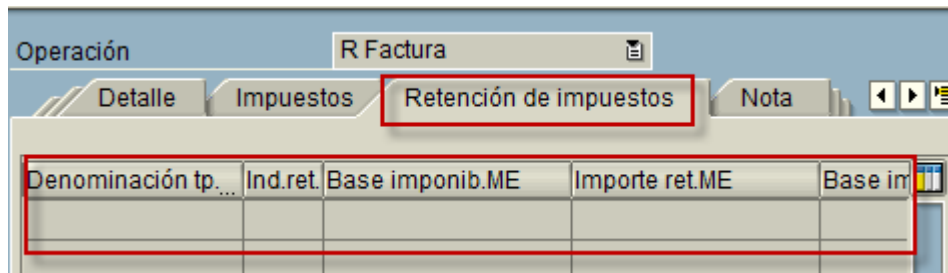 Operación R Factura
Detalle Impuestos Retención de impuestos Nota
Denominación tp... Ind.ret. Base imponib.ME Importe ret.ME Base im